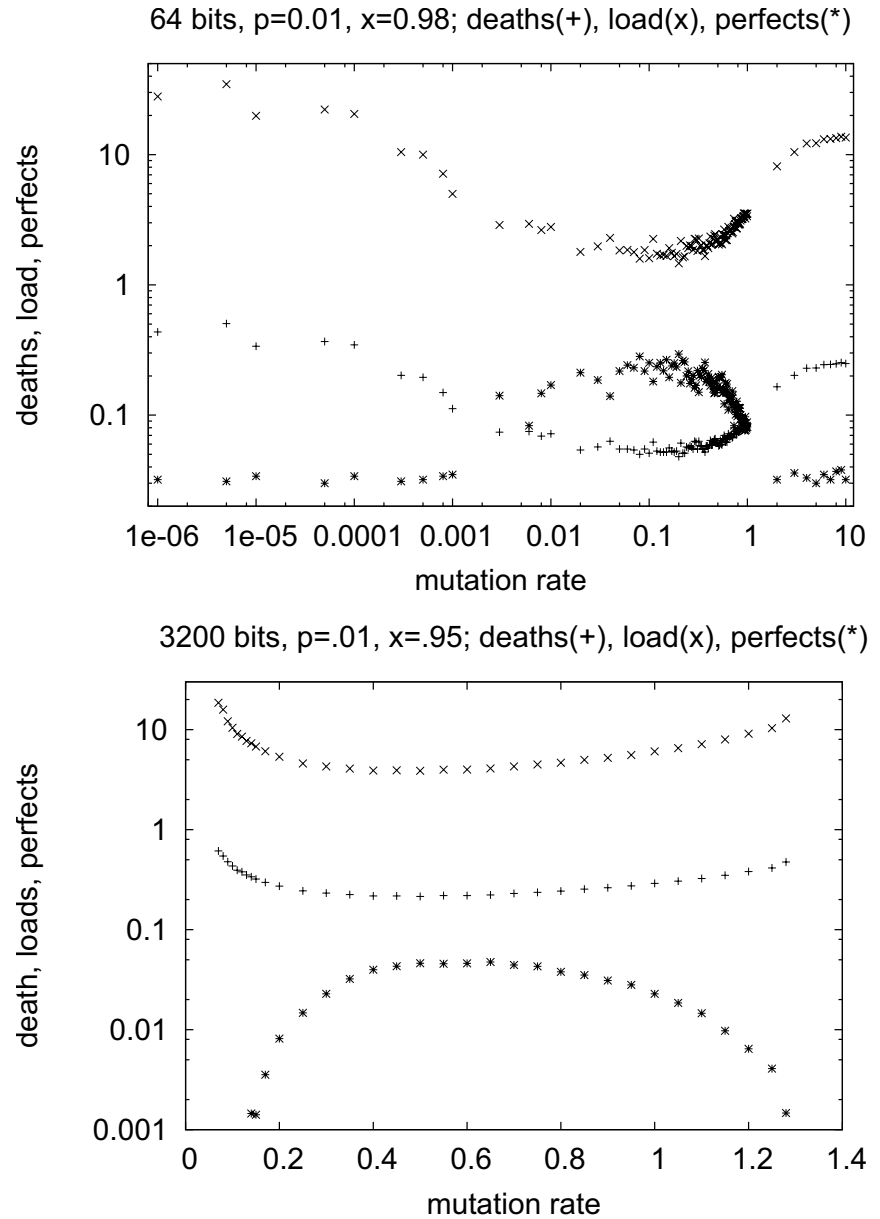 64 bits, p=0.01, x=0.98; deaths(+), load(x), perfects(*)
deaths, load, perfects
10
1
0.1
1e-06 1e-05 0.0001 0.001 0.01 0.1 1 10
mutation rate
3200 bits, p=.01, x=.95; deaths(+), load(x), perfects(*)
death, loads, perfects
10
1
0.1
0.01
0.001
0 0.2 0.4 0.6 0.8 1 1.2 1.4
mutation rate